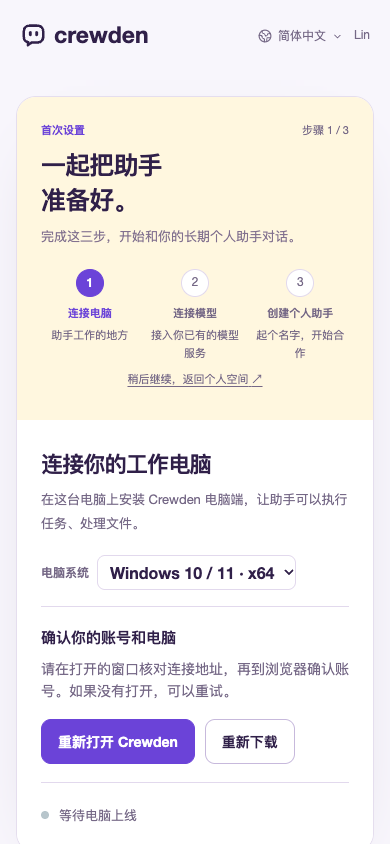 crewden
简体中文
Lin
首次设置
步骤 1 / 3
一起把助手
准备好。
完成这三步，开始和你的长期个人助手对话。
1
2
3
连接电脑
连接模型
创建个人助手
助手工作的地方
接入你已有的模型
服务
起个名字，开始合
作
稍后继续，返回个人空间 ↗
连接你的工作电脑
在这台电脑上安装 Crewden 电脑端，让助手可以执行
任务、处理文件。
电脑系统
Windows 10 / 11 · x64
确认你的账号和电脑
请在打开的窗口核对连接地址，再到浏览器确认账
号。如果没有打开，可以重试。
重新打开 Crewden
重新下载
等待电脑上线